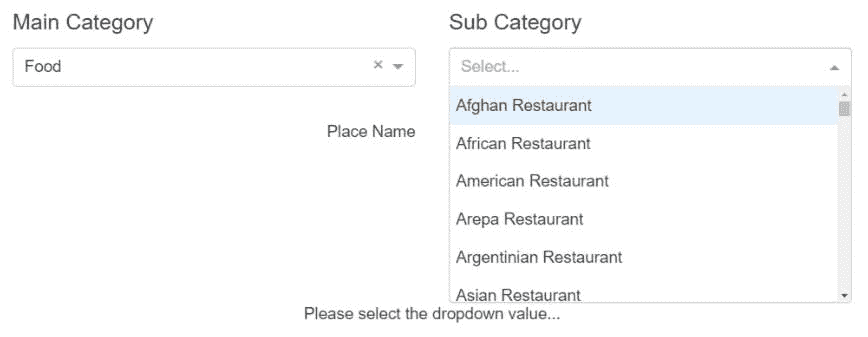 Main Category
Sub Category
Food
Select...
Afghan Restaurant
Place Name
African Restaurant
American Restaurant
Arepa Restaurant
Argentinian Restaurant
Asian Restaurant
Please select the dropdown value...